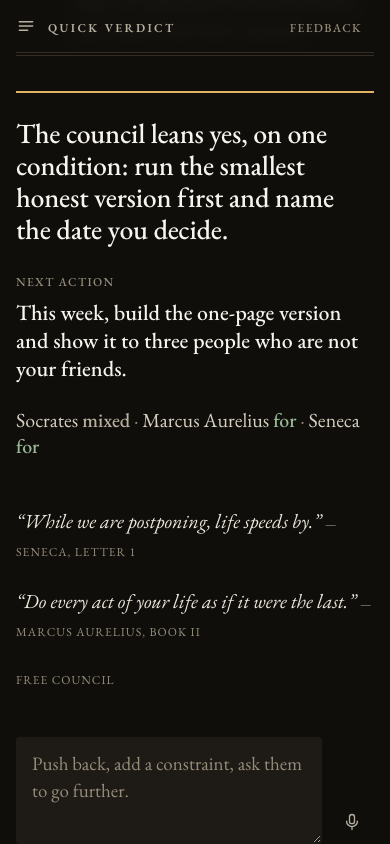 QUICK VERDICT
FEEDBACK
The council leans yes, on one
condition: run the smallest
honest version first and name
the date you decide.
NEXT ACTION
This week, build the one-page version
and show it to three people who are not
your friends.
Socrates mixed · Marcus Aurelius for · Seneca
for
“While we are postponing, life speeds by.” —
SENECA, LETTER 1
“Do every act of your life as if it were the last.” —
MARCUS AURELIUS, BOOK II
FREE COUNCIL
Push back, add a constraint, ask them
to go further.